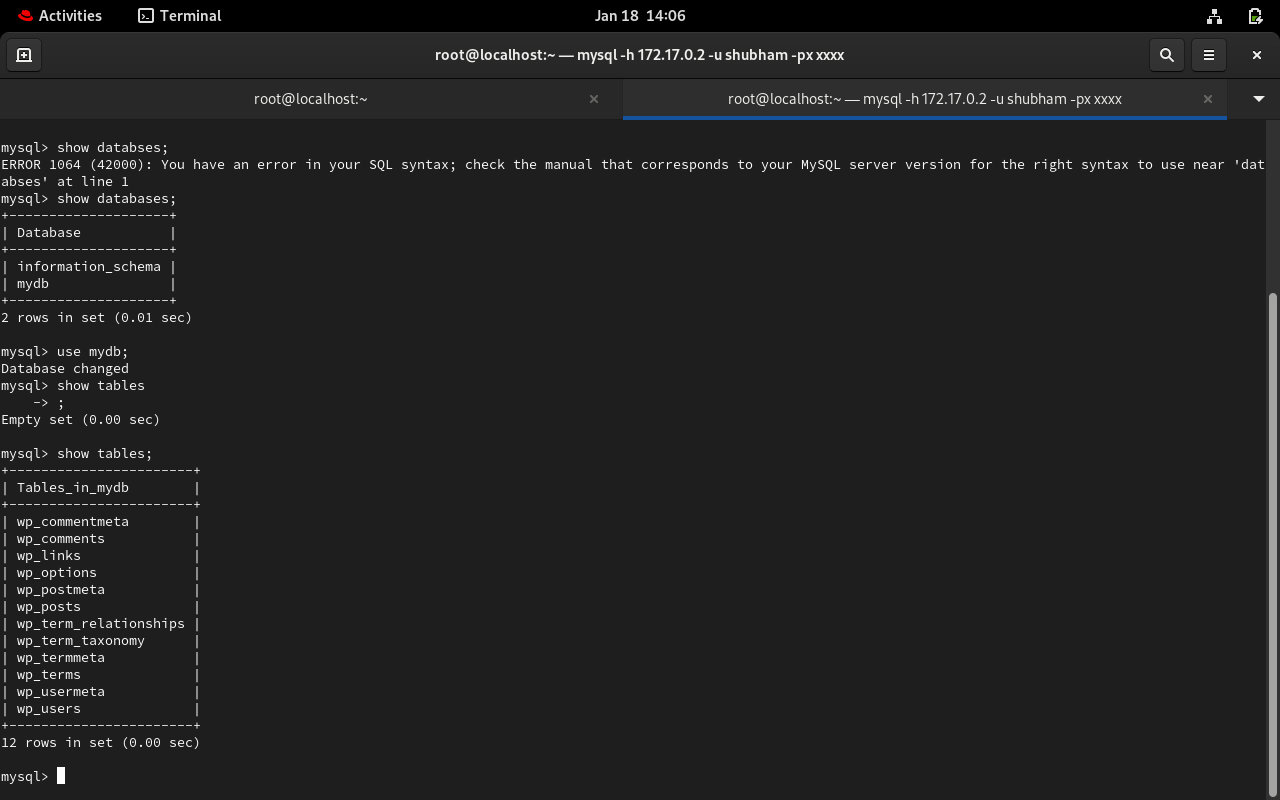 Activities Terminal Jan 18 14:06
root@localhost:~ — mysql -h 172.17.0.2 -u shubham -px xxxx
root@localhost:~ root@localhost:~ — mysql -h 172.17.0.2 -u shubham -px xxxx
mysql> show databses;
ERROR 1064 (42000): You have an error in your SQL syntax; check the manual that corresponds to your MySQL server version for the right syntax to use near 'dat
abses' at line 1
mysql> show databases;
+--------------------+
| Database           |
+--------------------+
| information_schema |
| mydb               |
+--------------------+
2 rows in set (0.01 sec)
mysql> use mydb;
Database changed
mysql> show tables
    -> ;
Empty set (0.00 sec)
mysql> show tables;
+-----------------------+
| Tables_in_mydb        |
+-----------------------+
| wp_commentmeta        |
| wp_comments           |
| wp_links              |
| wp_options            |
| wp_postmeta           |
| wp_posts              |
| wp_term_relationships |
| wp_term_taxonomy      |
| wp_termmeta           |
| wp_terms              |
| wp_usermeta           |
| wp_users              |
+-----------------------+
12 rows in set (0.00 sec)
mysql>